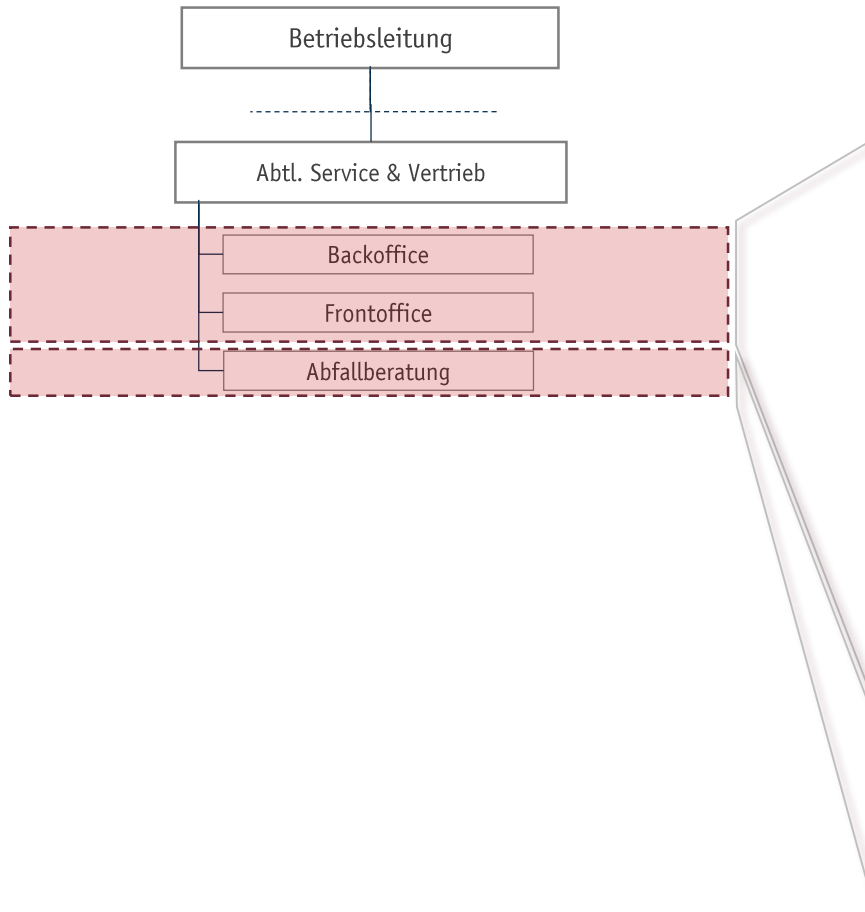 Betriebsleitung
Abtl. Service & Vertrieb
Backoffice
Frontoffice
Abfallberatung